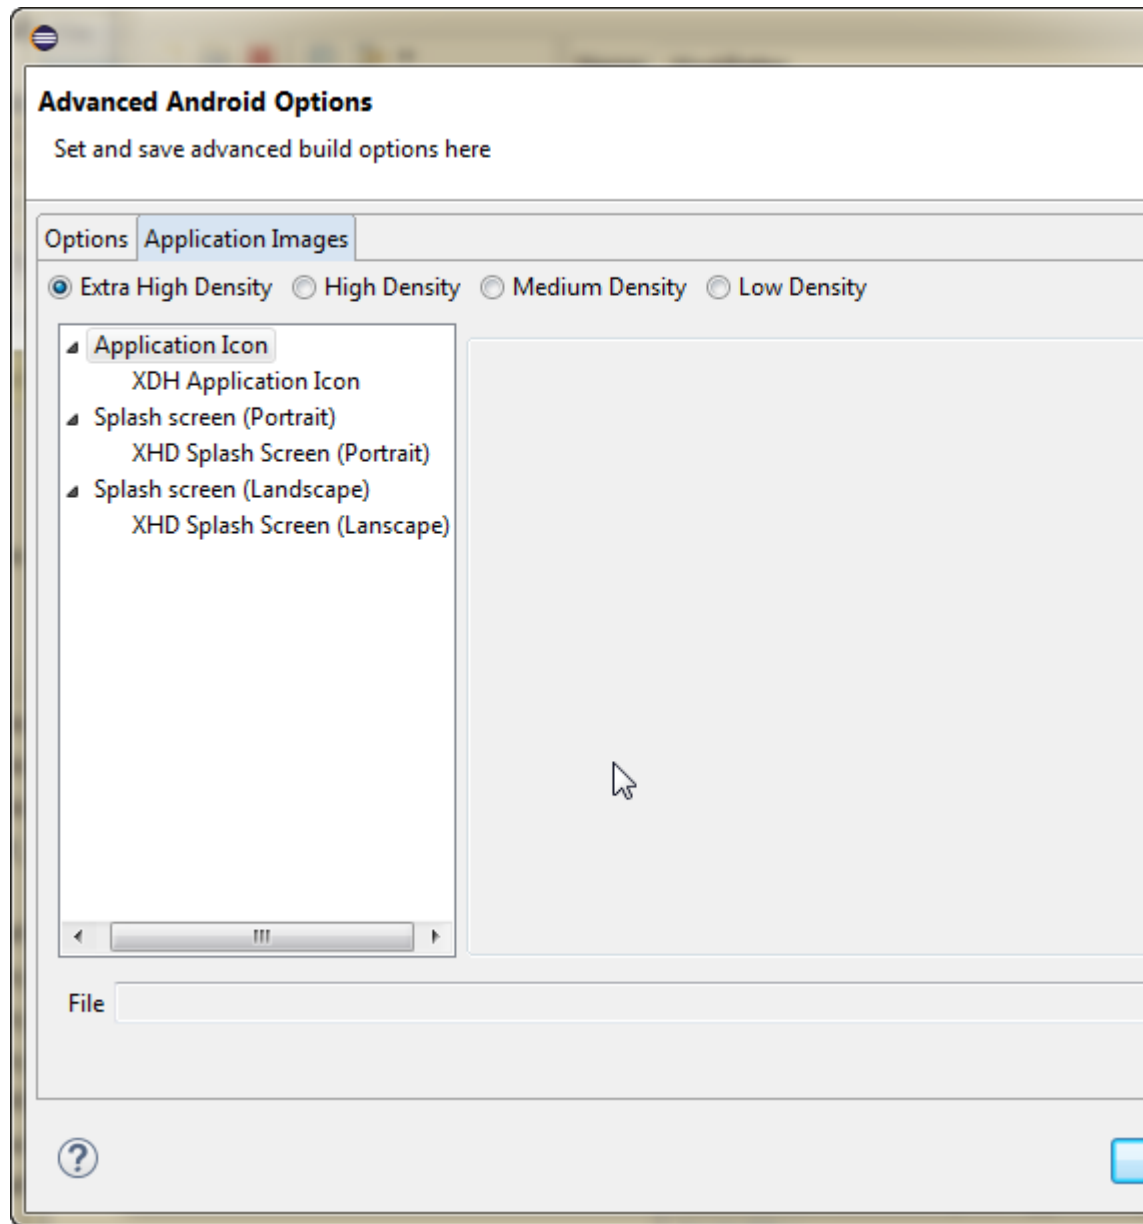 Advanced Android Options
Set and save advanced build options here
Options Application Images
Extra High Density High Density Medium Density Low Density
Application Icon
XDH Application Icon
Splash screen (Portrait)
XHD Splash Screen (Portrait)
Splash screen (Landscape)
XHD Splash Screen (Lanscape)
File
?